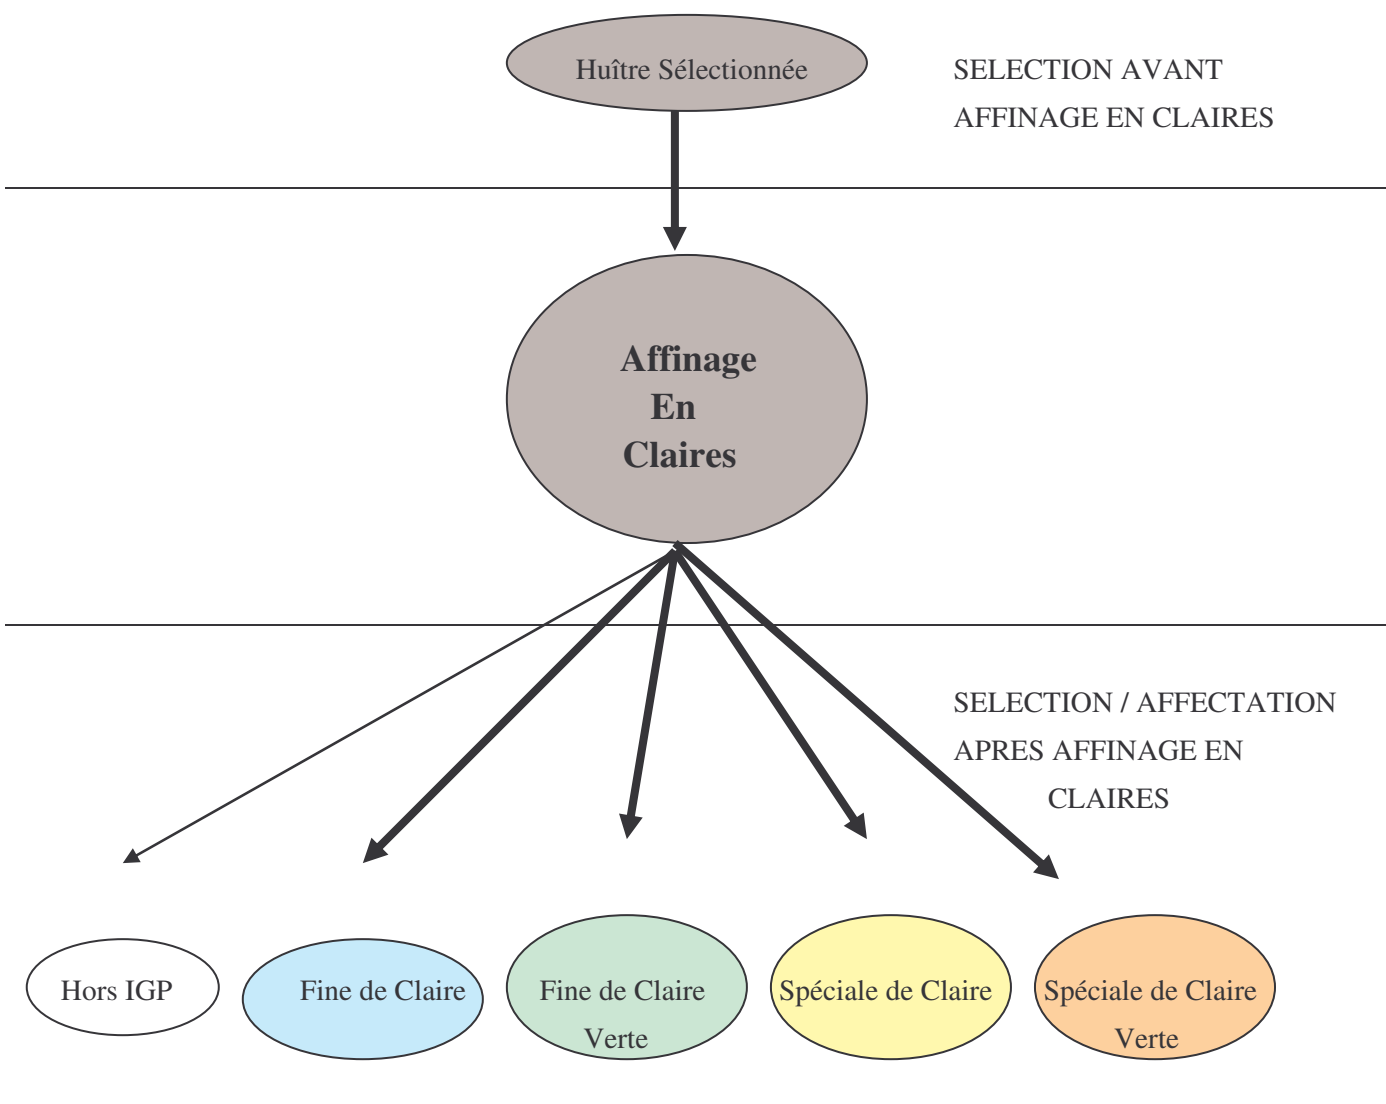 Huître Sélectionnée
SELECTION AVANT
AFFINAGE EN CLAIRES
Affinage
En
Claires
SELECTION / AFFECTATION
APRES AFFINAGE EN
CLAIRES
Hors IGP
Fine de Claire
Fine de Claire
Verte
Spéciale de Claire
Spéciale de Claire
Verte